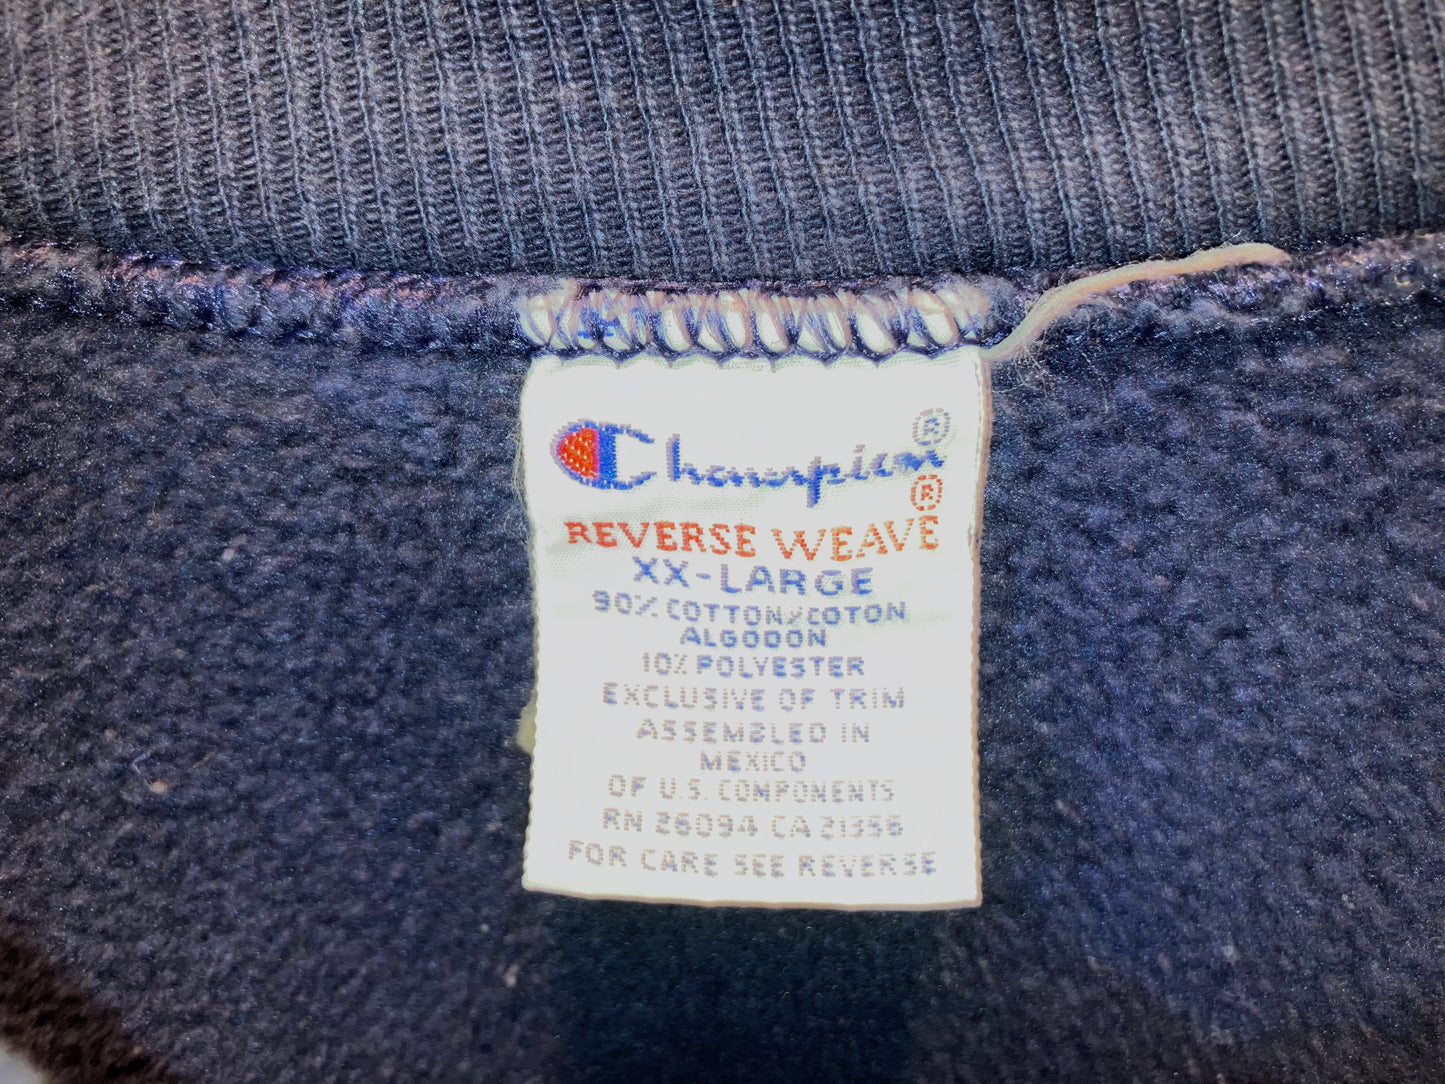 Champion®
REVERSE WEAVE®
XX-LARGE
90% COTTON/COTON
ALGODON
10% POLYESTER
EXCLUSIVE OF TRIM
ASSEMBLED IN
MEXICO
OF U.S. COMPONENTS
RN 26094 CA 21356
FOR CARE SEE REVERSE